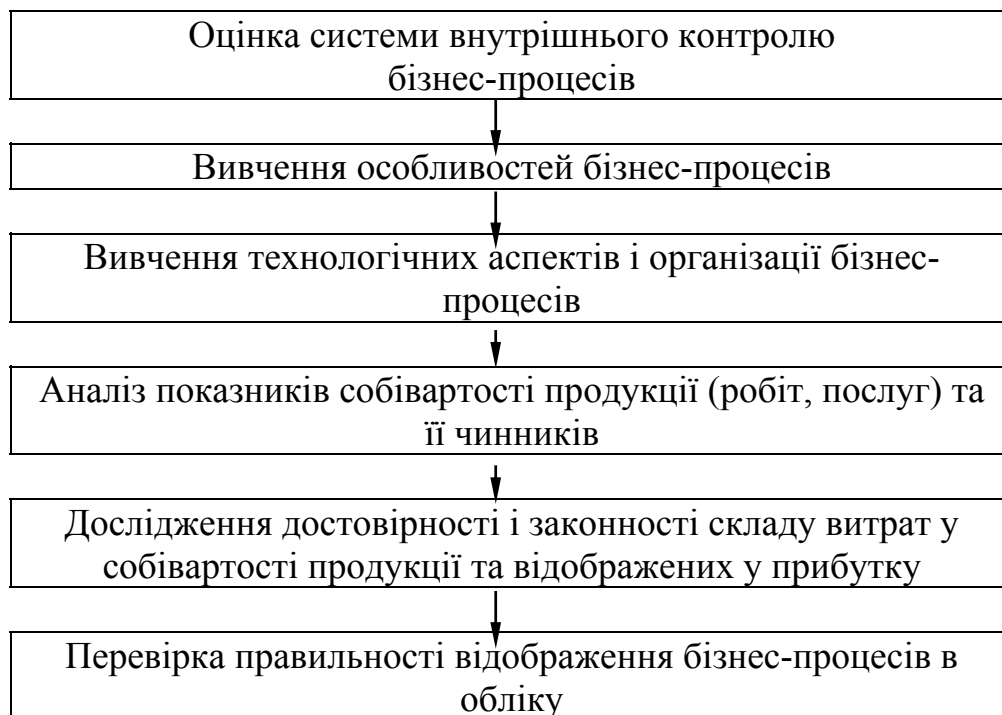 Оцінка системи внутрішнього контролю
бізнес-процесів
Вивчення особливостей бізнес-процесів
Вивчення технологічних аспектів і організації бізнес-
процесів
Аналіз показників собівартості продукції (робіт, послуг) та
її чинників
Дослідження достовірності і законності складу витрат у
собівартості продукції та відображених у прибутку
Перевірка правильності відображення бізнес-процесів в
обліку